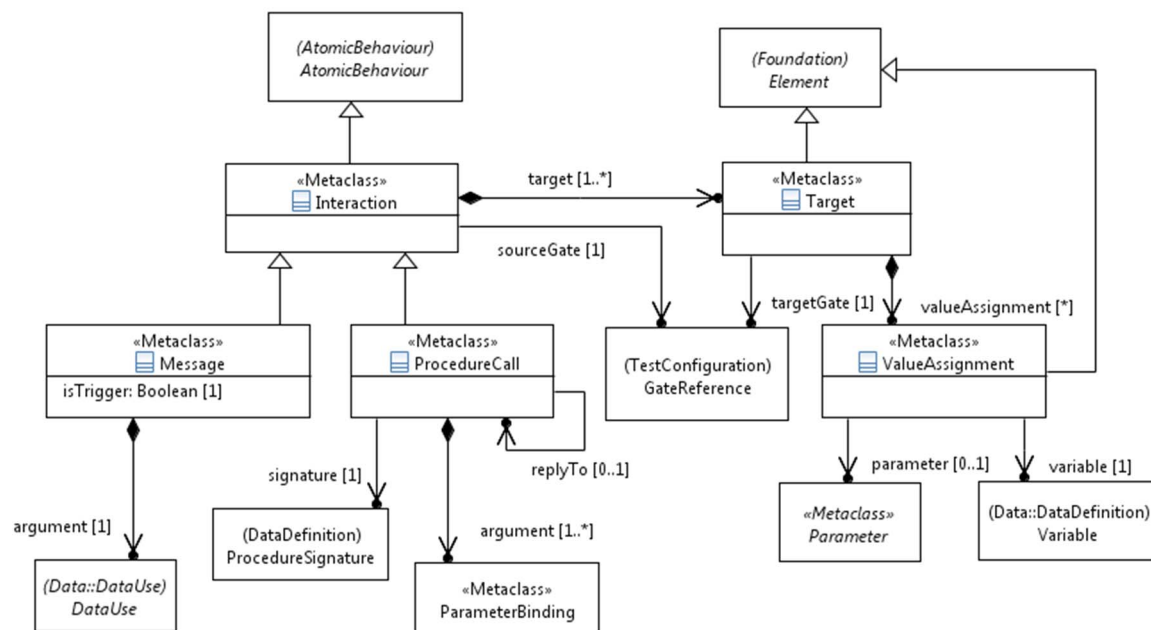 (AtomicBehaviour)
AtomicBehaviour
(Foundation)
Element
«Metaclass»
Interaction
target [1..*]
«Metaclass»
Target
sourceGate [1]
targetGate [1]
valueAssignment [*]
«Metaclass»
Message
isTrigger: Boolean [1]
«Metaclass»
ProcedureCall
(TestConfiguration)
GateReference
«Metaclass»
ValueAssignment
replyTo [0..1]
signature [1]
parameter [0..1]
variable [1]
argument [1]
(DataDefinition)
ProcedureSignature
argument [1..*]
«Metaclass»
Parameter
(Data::DataDefinition)
Variable
(Data::DataUse)
DataUse
«Metaclass»
ParameterBinding